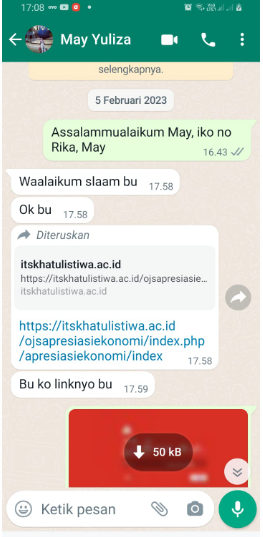 17:08
May Yuliza
selengkapnya.
5 Februari 2023
Assalammualaikum May, iko no
Rika, May
16.43
Waalaikum slaam bu
17.58
Ok bu
17.58
Diteruskan
itskhatulistiwa.ac.id
https://itskhatulistiwa.ac.id/ojsapresiasie...
itskhatulistiwa.ac.id
https://itskhatulistiwa.ac.id
/ojsapresiasiekonomi/index.php
/apresiasiekonomi/index
17.58
Bu ko linknyo bu
17.59
50 kB
Ketik pesan